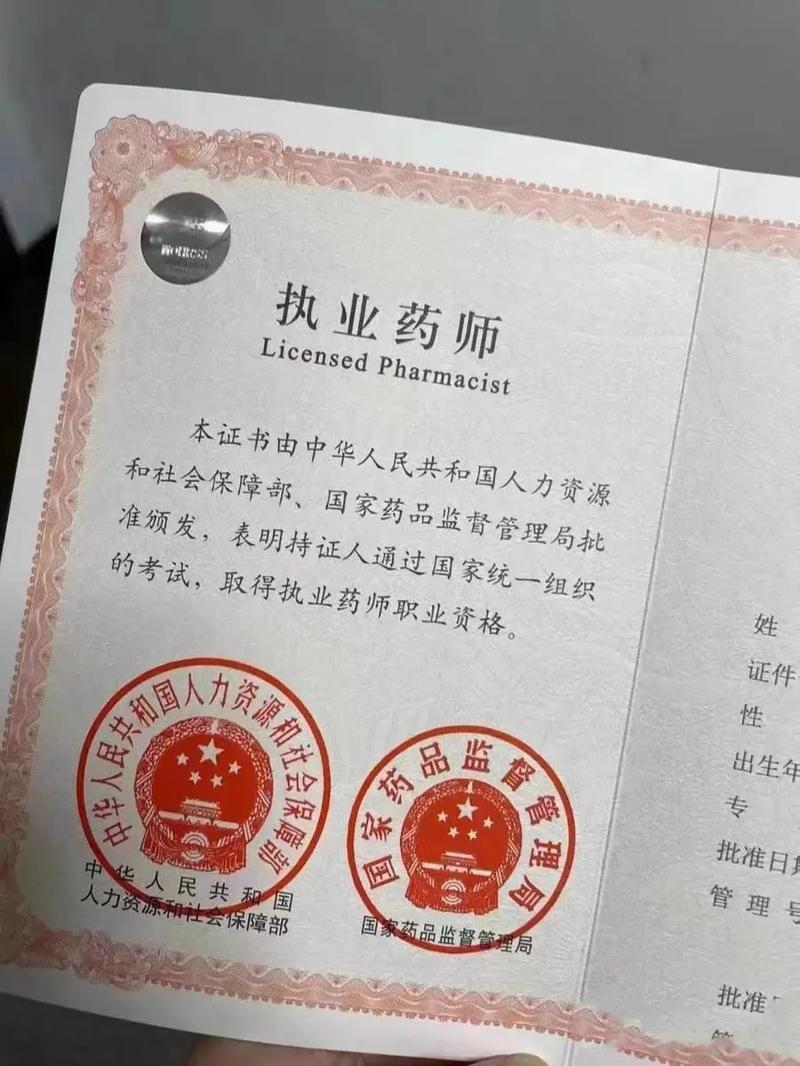 执业药师
Licensed Pharmacist
本证书由中华人民共和国人力资源
和社会保障部、国家药品监督管理局批
准颁发，表明持证人通过国家统一组织
的考试，取得执业药师职业资格。
中华人民共和国人力资源和社会保障部
中华人民共和国
人力资源和社会保障部
国家药品监督管理局
国家药品监督管理局
姓
证件
性
出生年
专
批准日期
管理号
批准